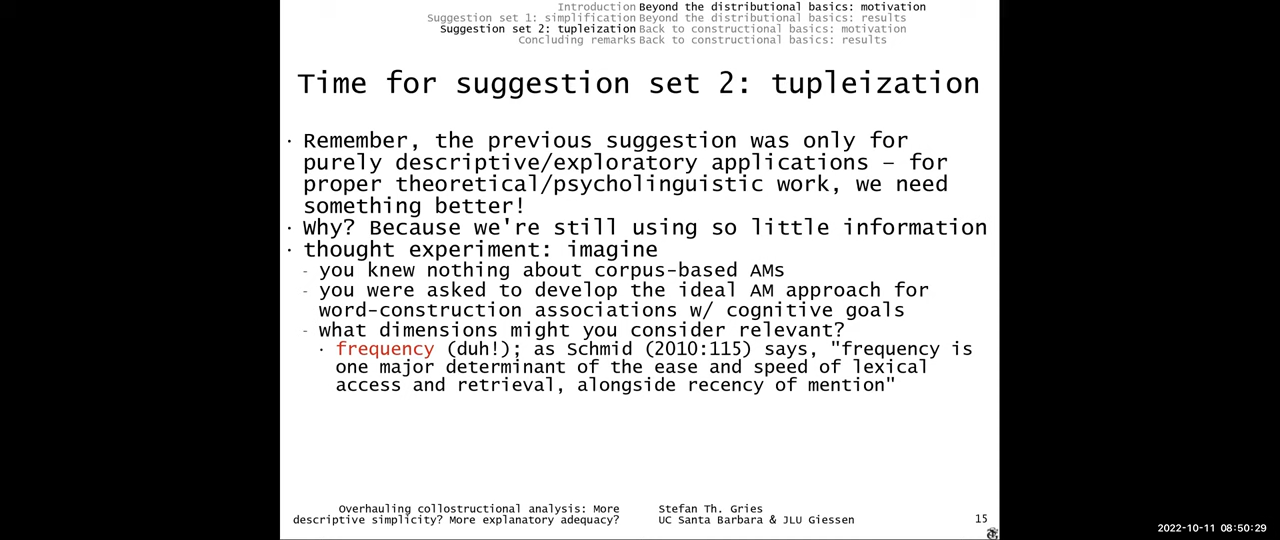 Introduction Beyond the distributional basics: motivation
Suggestion set 1: simplification Beyond the distributional basics: results
Suggestion set 2: tupleization Back to constructional basics: motivation
Concluding remarks Back to constructional basics: results
Time for suggestion set 2: tupleization
· Remember, the previous suggestion was only for
purely descriptive/exploratory applications – for
proper theoretical/psycholinguistic work, we need
something better!
· Why? Because we're still using so little information
· thought experiment: imagine
- you knew nothing about corpus-based AMs
- you were asked to develop the ideal AM approach for
word-construction associations w/ cognitive goals
- what dimensions might you consider relevant?
· frequency (duh!); as Schmid (2010:115) says, "frequency is
one major determinant of the ease and speed of lexical
access and retrieval, alongside recency of mention"
Overhauling collostructional analysis: More
descriptive simplicity? More explanatory adequacy?
Stefan Th. Gries
UC Santa Barbara & JLU Giessen
15
2022-10-11 08:50:29